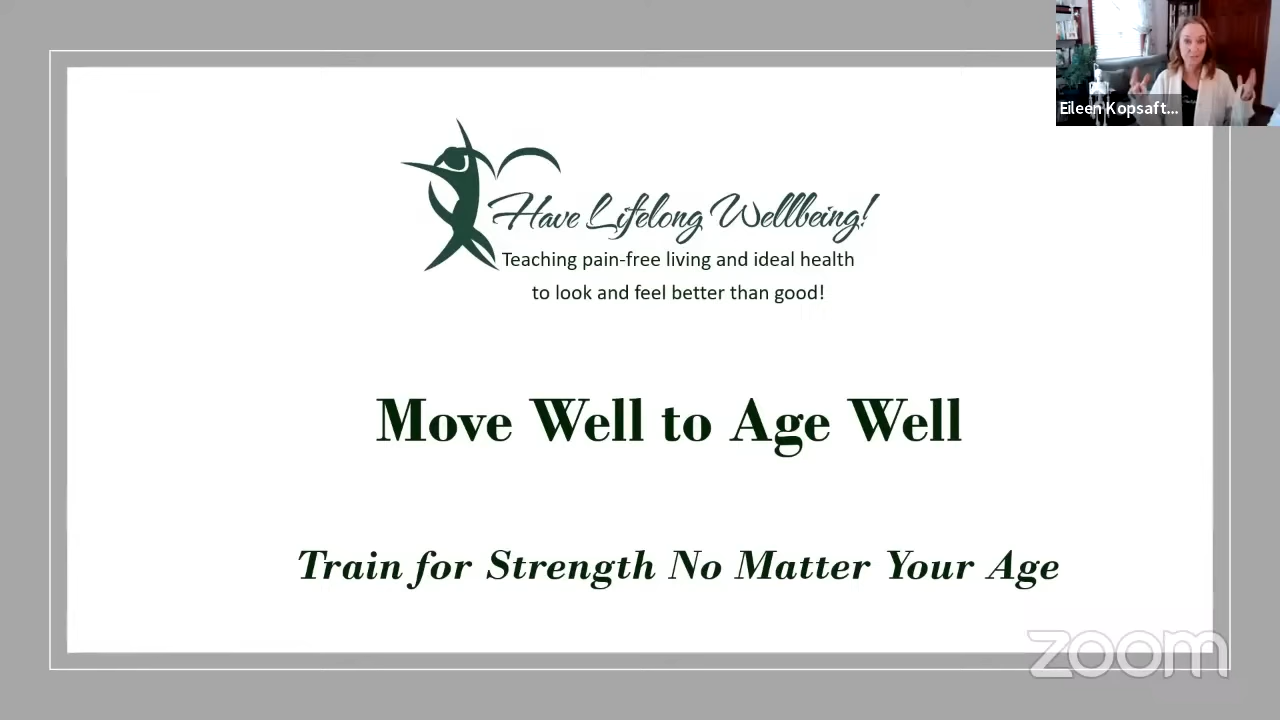 Eileen Kopsaft...
Have Lifelong Wellbeing!
Teaching pain-free living and ideal health
to look and feel better than good!
Move Well to Age Well
Train for Strength No Matter Your Age
zoom